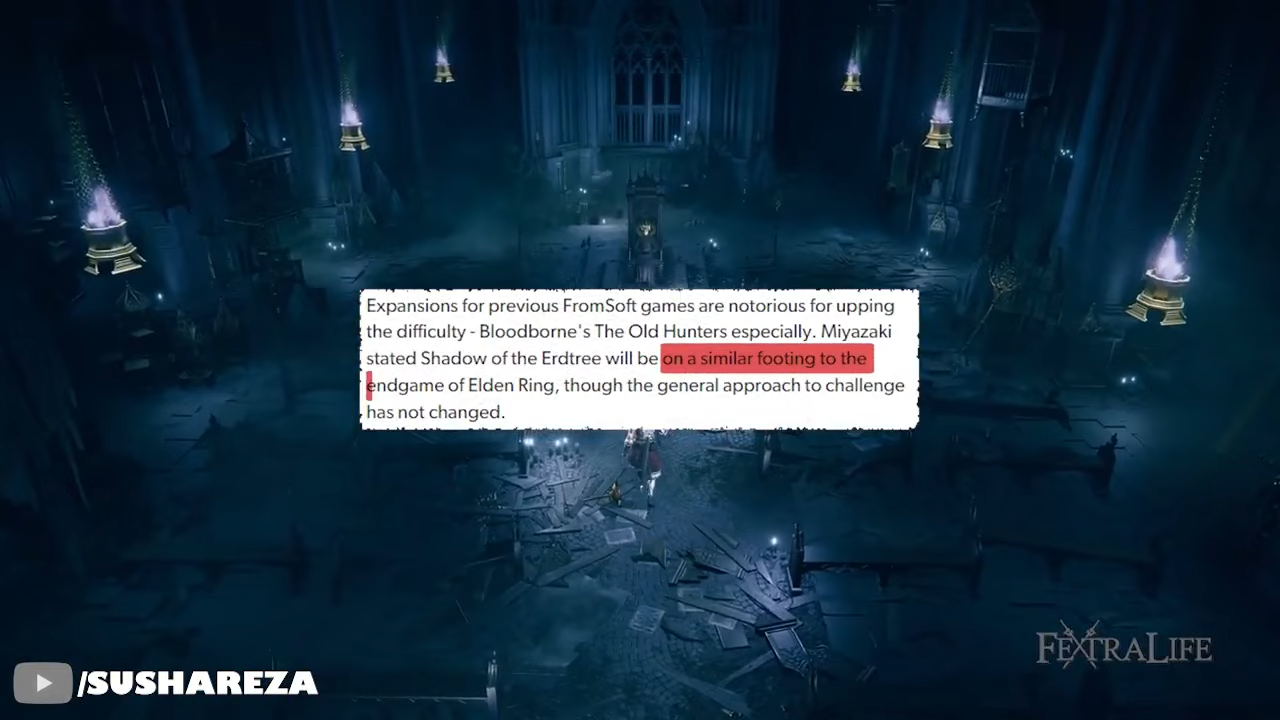 Expansions for previous FromSoft games are notorious for upping
the difficulty - Bloodborne's The Old Hunters especially. Miyazaki
stated Shadow of the Erdtree will be on a similar footing to the
endgame of Elden Ring, though the general approach to challenge
has not changed.
FEXTRALIFE
/SUSHAREZA